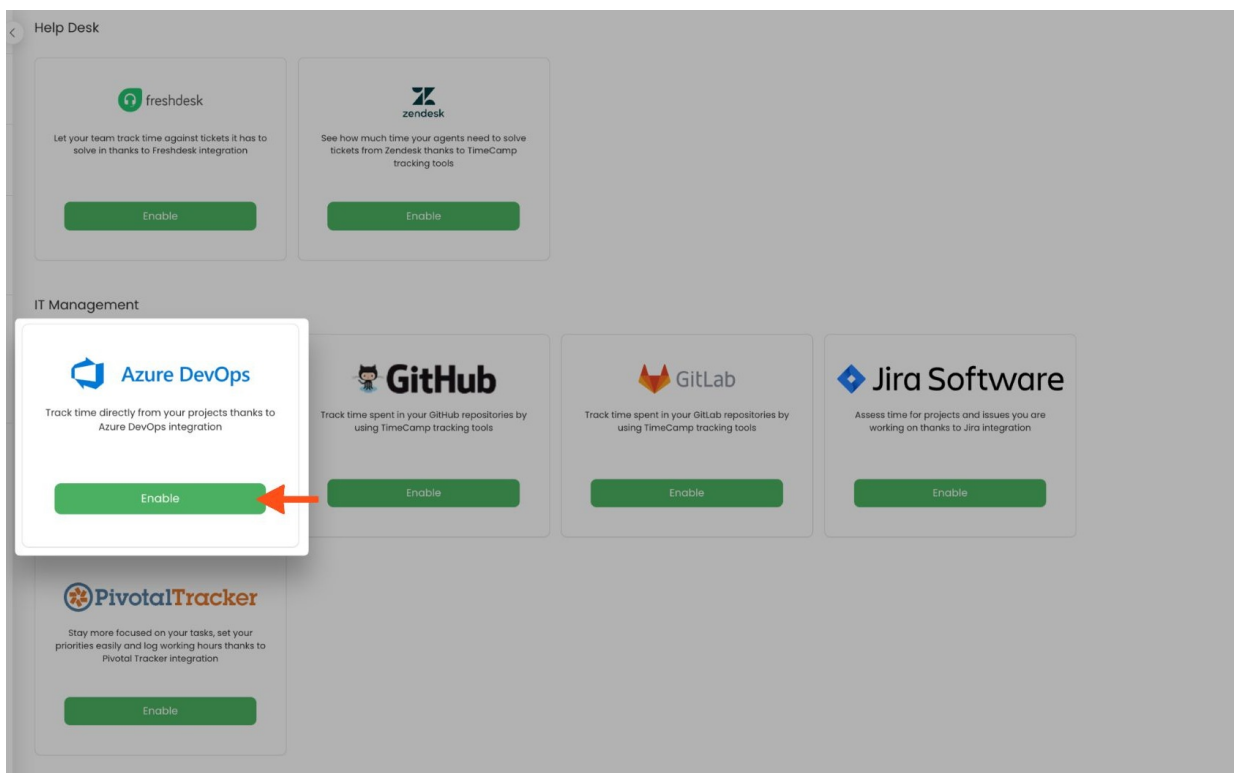 Help Desk
freshdesk
Let your team track time against tickets it has to
solve in thanks to Freshdesk integration
Enable
zendesk
See how much time your agents need to solve
tickets from Zendesk thanks to TimeCamp
tracking tools
Enable
IT Management
Azure DevOps
Track time directly from your projects thanks to
Azure DevOps integration
Enable
GitHub
Track time spent in your GitHub repositories by
using TimeCamp tracking tools
Enable
GitLab
Track time spent in your GitLab repositories by
using TimeCamp tracking tools
Enable
Jira Software
Assess time for projects and issues you are
working on thanks to Jira integration
Enable
PivotalTracker
Stay more focused on your tasks, set your
priorities easily and log working hours thanks to
Pivotal Tracker integration
Enable